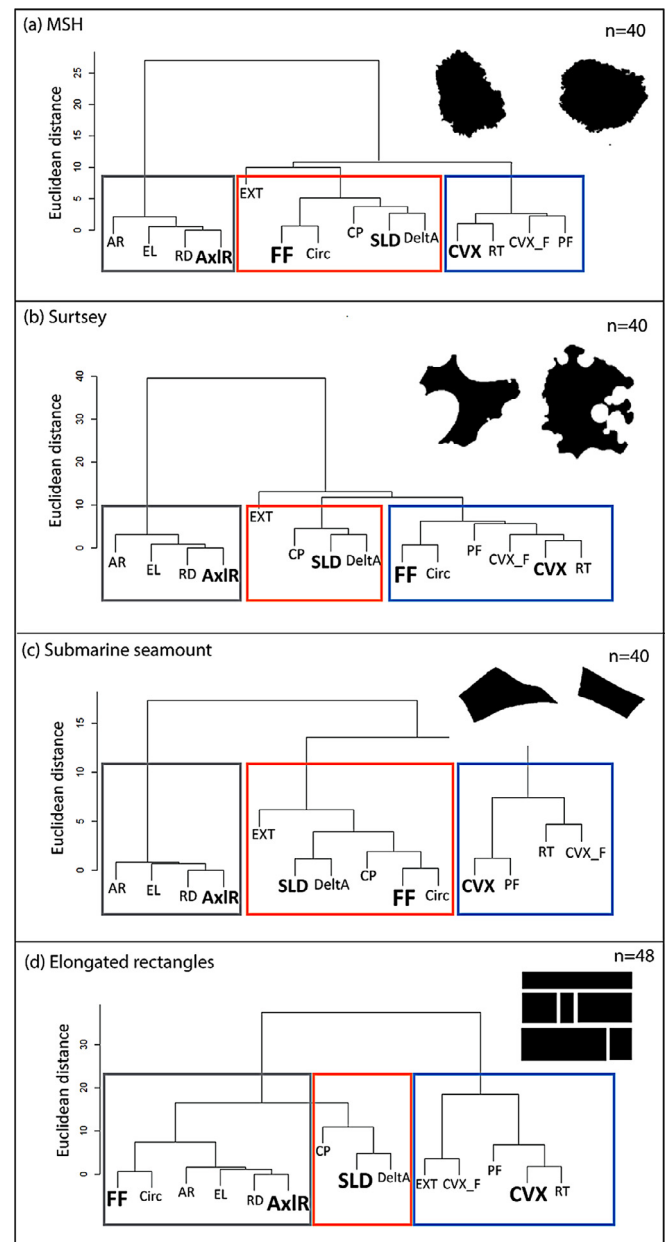 (a) MSH
n=40
Euclidean distance
25
20
15
10
5
0
EXT
AR
EL
RD
AxlR
FF
Circ
CP
SLD
DeltA
CVX
RT
CVX_F
PF
(b) Surtsey
n=40
Euclidean distance
40
30
20
10
0
EXT
AR
EL
RD
AxlR
CP
SLD
DeltA
FF
Circ
PF
CVX_F
CVX
RT
(c) Submarine seamount
n=40
Euclidean distance
15
10
5
0
EXT
AR
EL
RD
AxlR
SLD
DeltA
CP
FF
Circ
CVX
PF
RT
CVX_F
(d) Elongated rectangles
n=48
Euclidean distance
30
20
10
0
FF
Circ
AR
EL
RD
AxlR
CP
SLD
DeltA
EXT
CVX_F
PF
CVX
RT